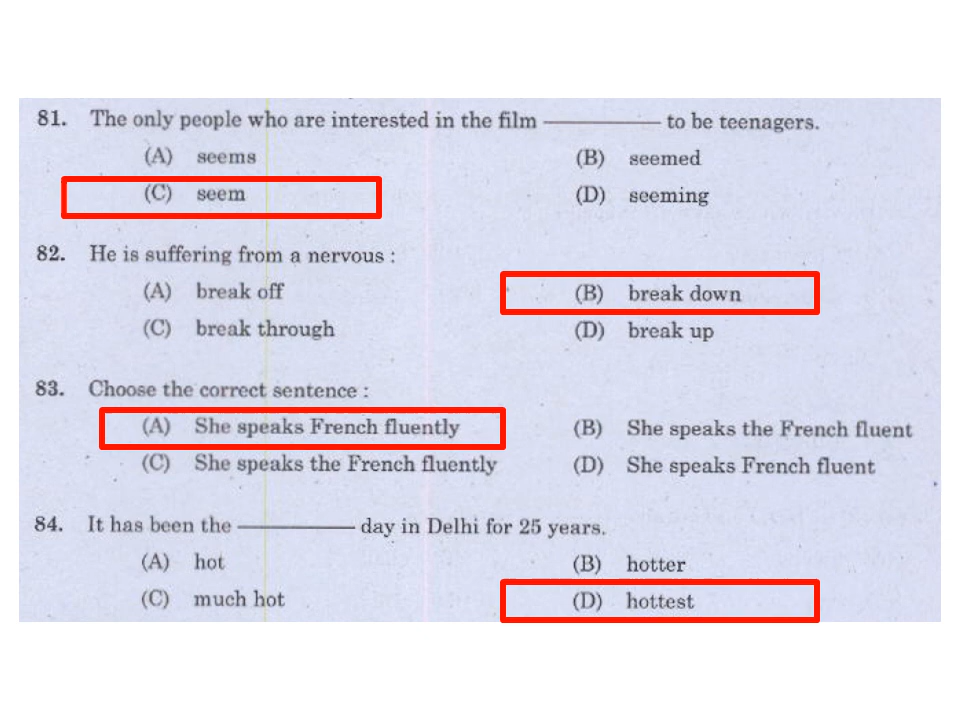 81. The only people who are interested in the film ———— to be teenagers.
(A) seems (B) seemed
(C) seem (D) seeming
82. He is suffering from a nervous :
(A) break off (B) break down
(C) break through (D) break up
83. Choose the correct sentence :
(A) She speaks French fluently (B) She speaks the French fluent
(C) She speaks the French fluently (D) She speaks French fluent
84. It has been the ———— day in Delhi for 25 years.
(A) hot (B) hotter
(C) much hot (D) hottest